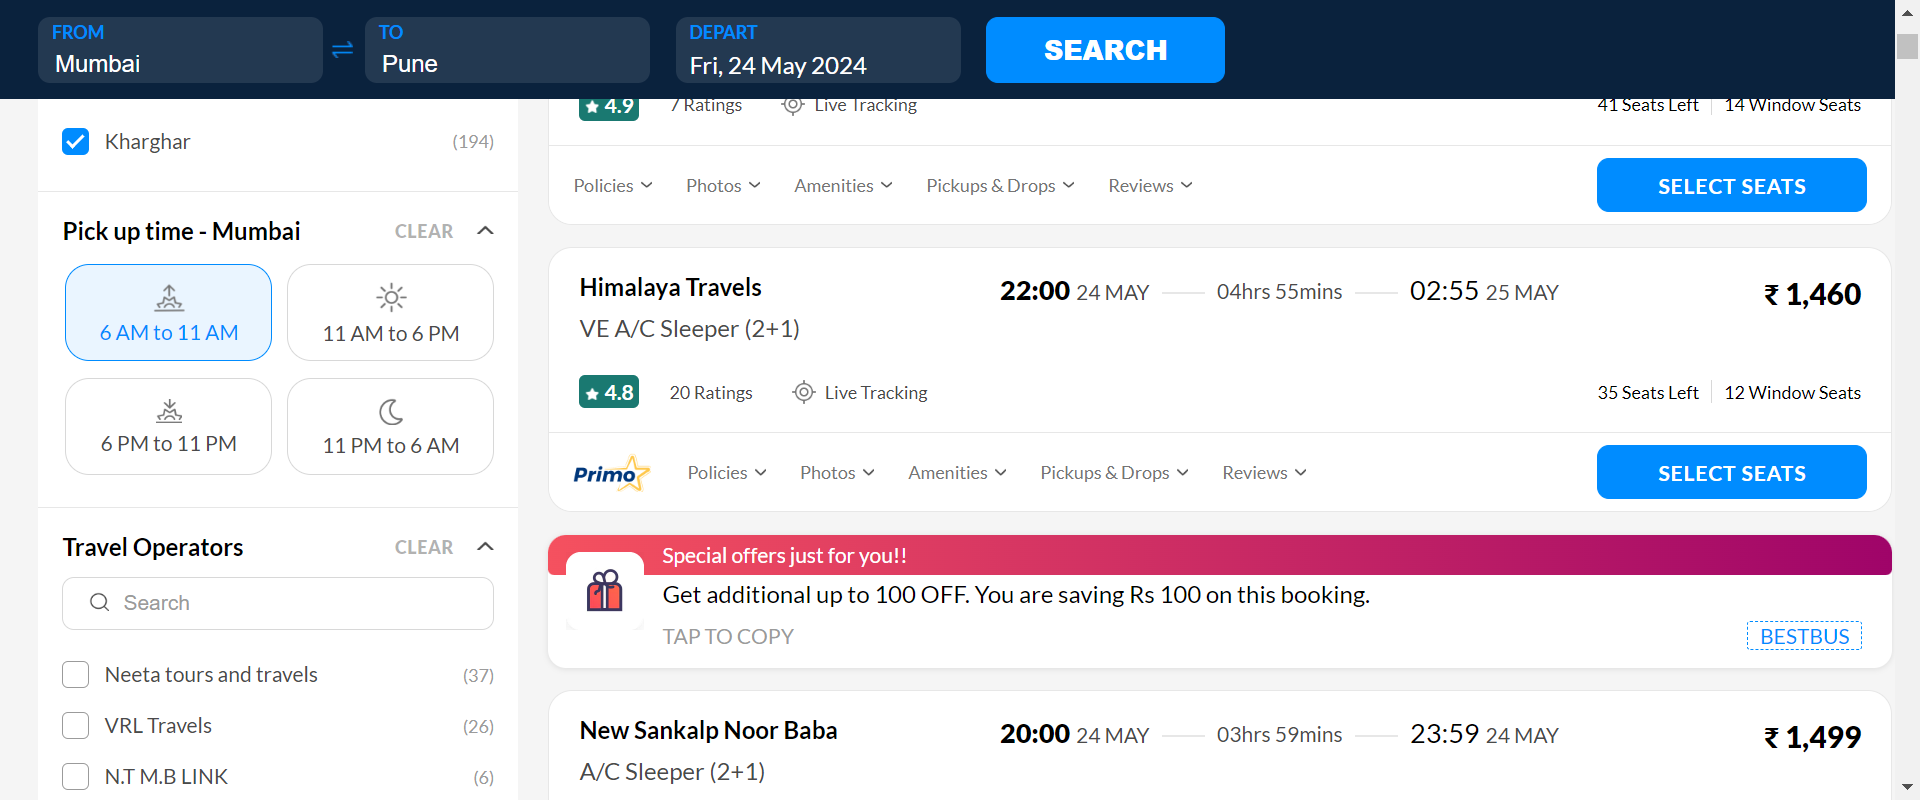 FROM
Mumbai
TO
Pune
DEPART
Fri, 24 May 2024
SEARCH
Kharghar (194)
Pick up time - Mumbai CLEAR
6 AM to 11 AM
11 AM to 6 PM
6 PM to 11 PM
11 PM to 6 AM
Travel Operators CLEAR
Search
Neeta tours and travels (37)
VRL Travels (26)
N.T M.B LINK (6)
4.9 7 Ratings Live Tracking 41 Seats Left 14 Window Seats
Policies Photos Amenities Pickups & Drops Reviews SELECT SEATS
Himalaya Travels 22:00 24 MAY 04hrs 55mins 02:55 25 MAY ₹ 1,460
VE A/C Sleeper (2+1)
4.8 20 Ratings Live Tracking 35 Seats Left 12 Window Seats
Primo Policies Photos Amenities Pickups & Drops Reviews SELECT SEATS
Special offers just for you!!
Get additional up to 100 OFF. You are saving Rs 100 on this booking.
TAP TO COPY BESTBUS
New Sankalp Noor Baba 20:00 24 MAY 03hrs 59mins 23:59 24 MAY ₹ 1,499
A/C Sleeper (2+1)